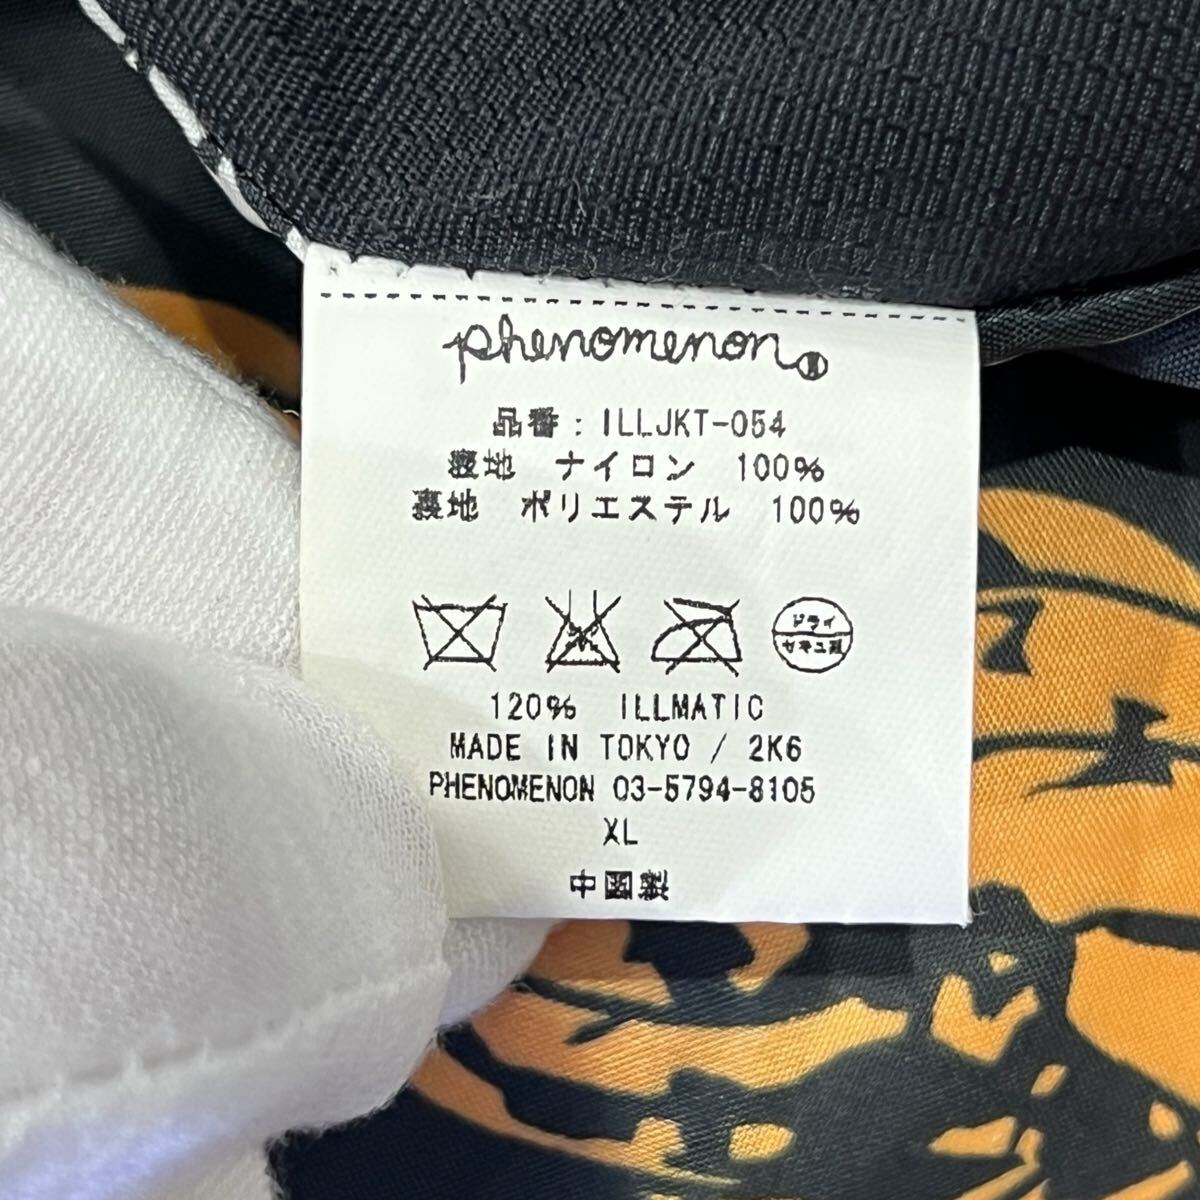 phenomenon
品番：ILLJKT-054
表地　ナイロン　100%
裏地　ポリエステル　100%
ドライ
セキユ系
120%　ILLMATIC
MADE IN TOKYO / 2K6
PHENOMENON 03-5794-8105
XL
中国製